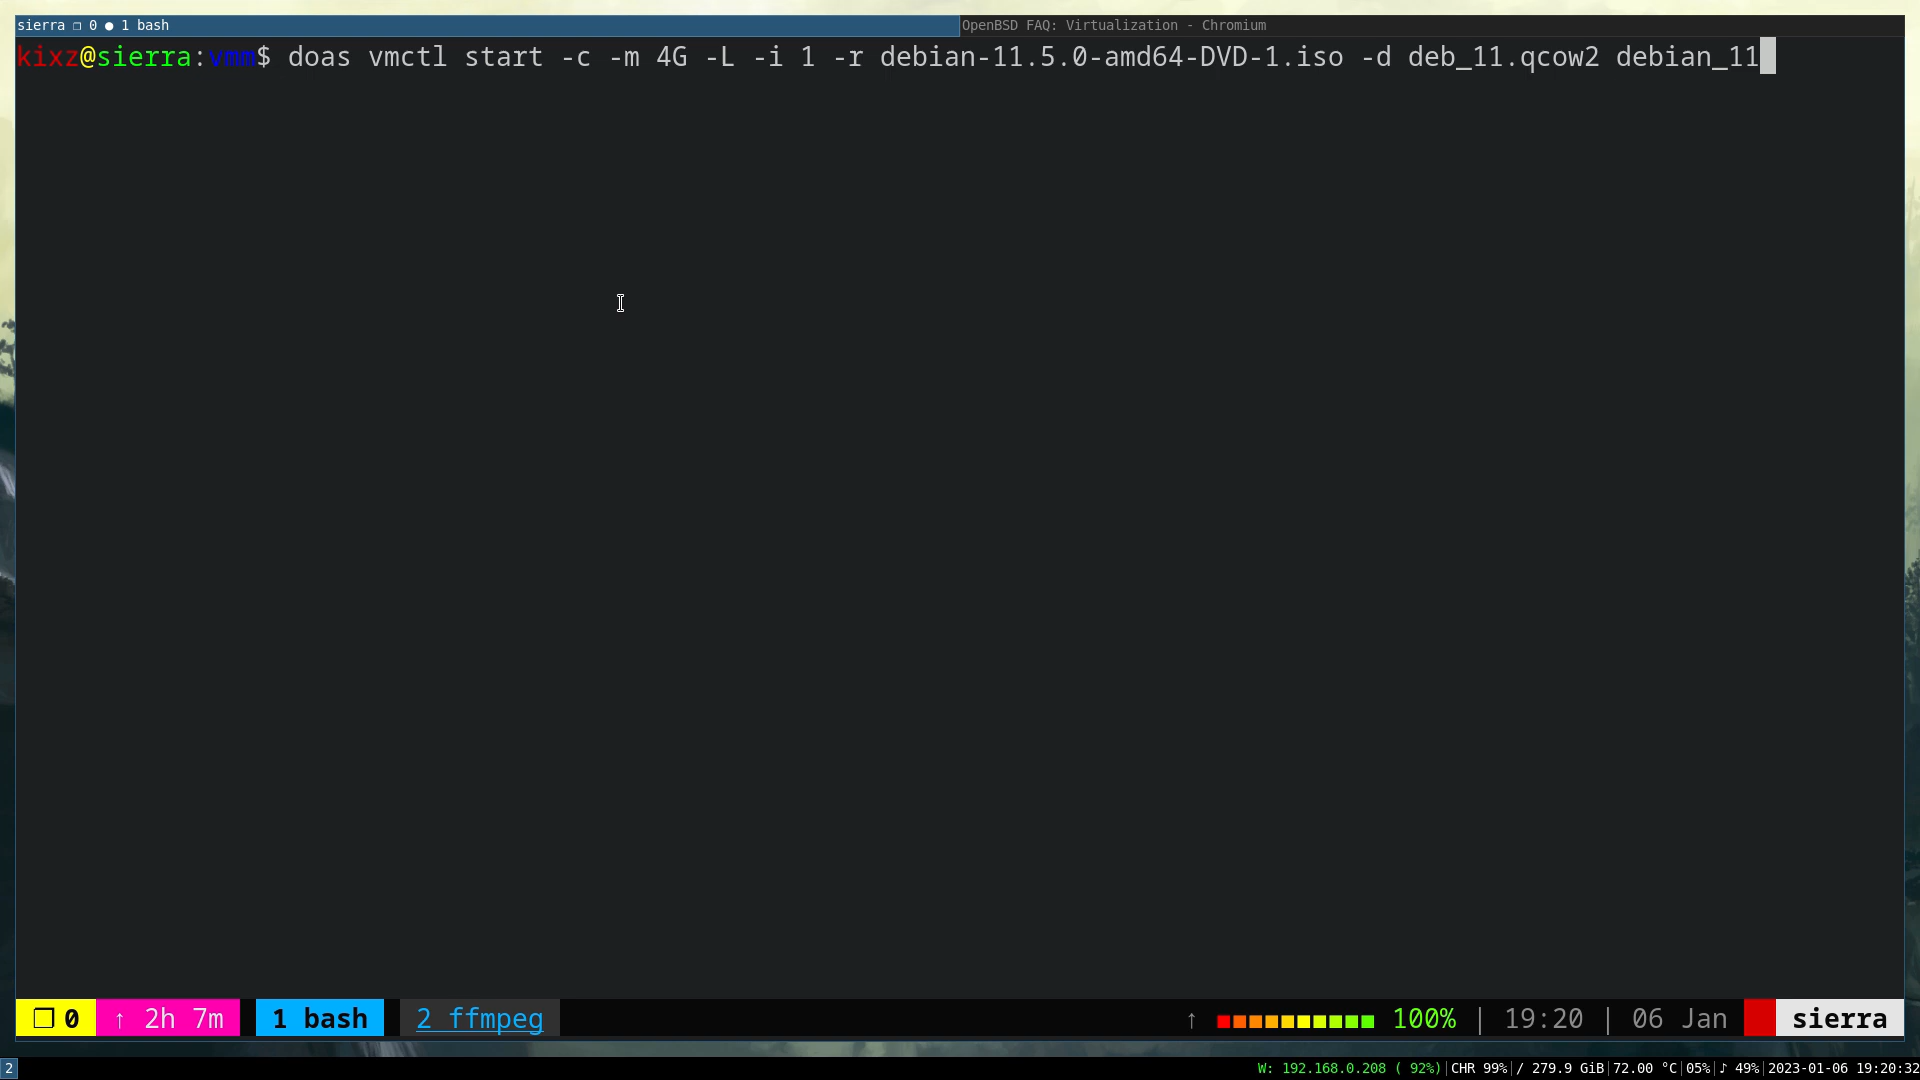 sierra ❐ 0 ● 1 bash
OpenBSD FAQ: Virtualization - Chromium
kixz@sierra:vmm$ doas vmctl start -c -m 4G -L -i 1 -r debian-11.5.0-amd64-DVD-1.iso -d deb_11.qcow2 debian_11
❐ 0 ↑ 2h 7m 1 bash 2 ffmpeg ↑ ■■■■■■■■■■ 100% | 19:20 | 06 Jan sierra
2 W: 192.168.0.208 ( 92%)|CHR 99%|/ 279.9 GiB|72.00 °C|05%|♪ 49%|2023-01-06 19:20:32